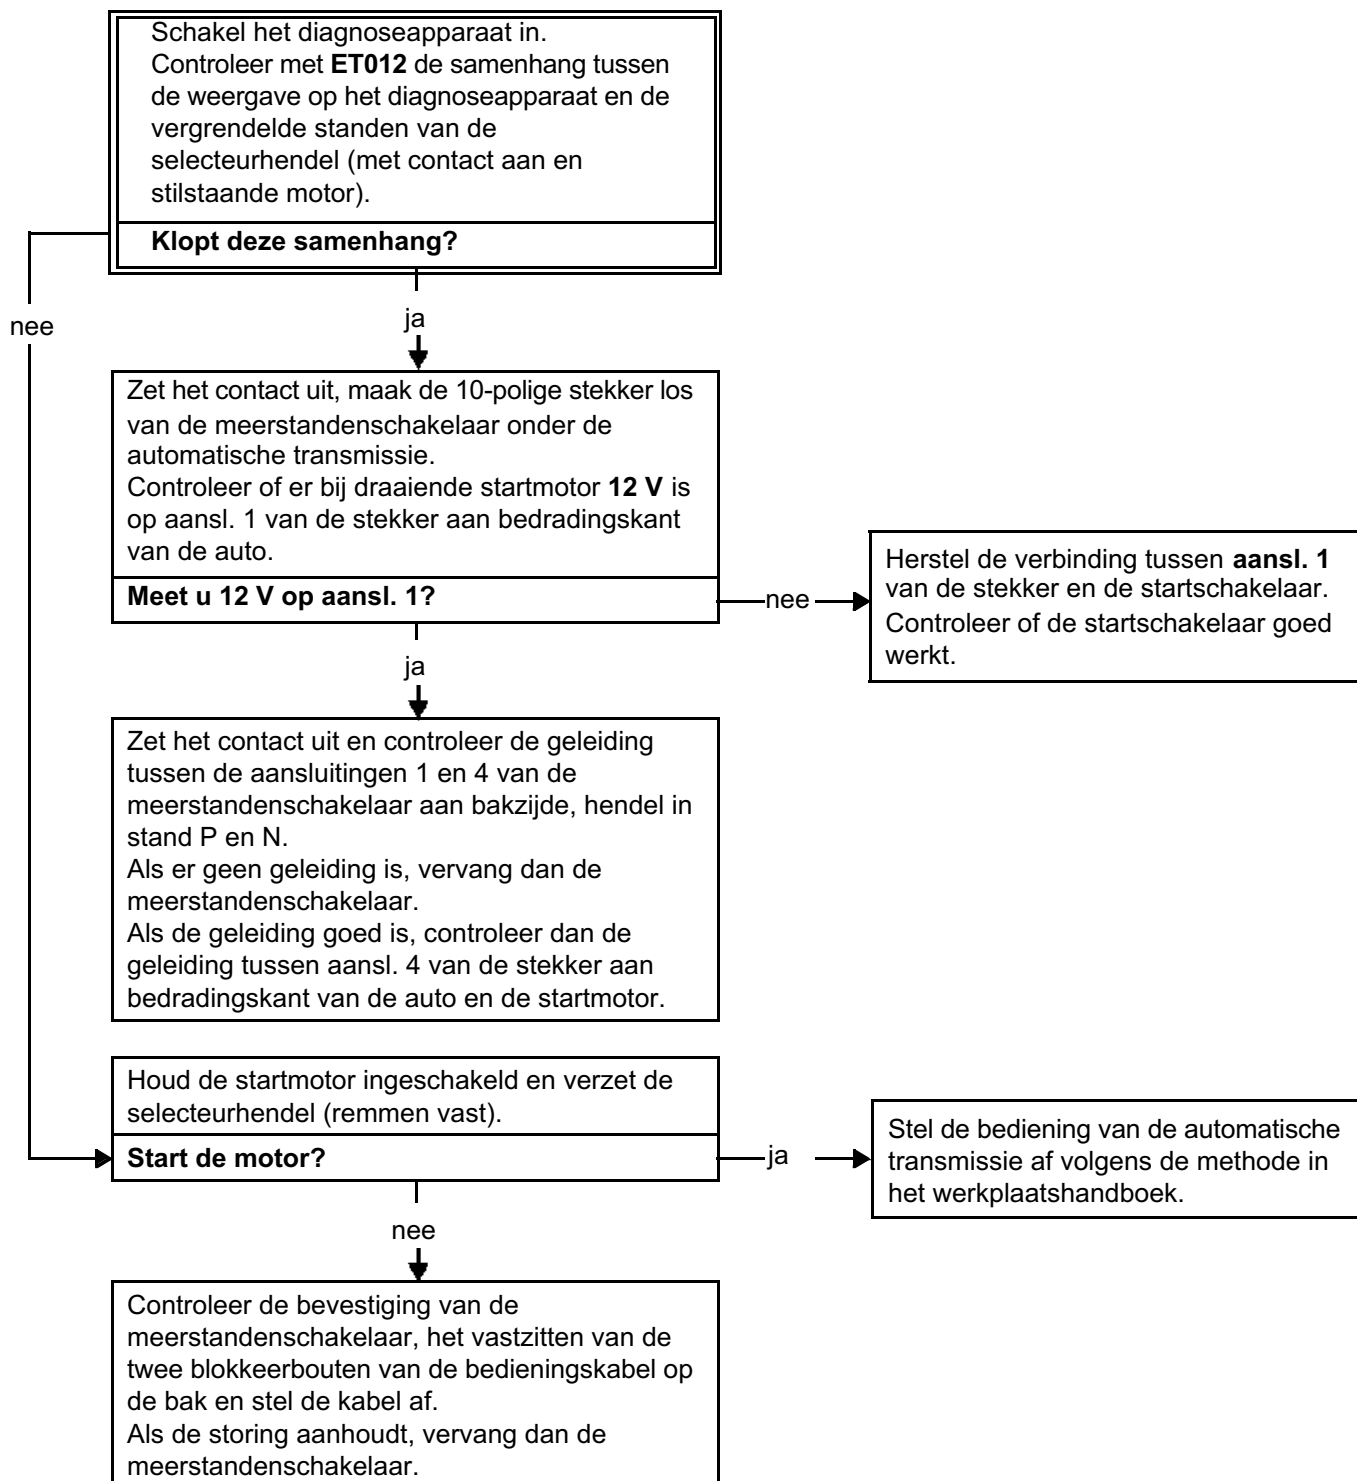 Schakel het diagnoseapparaat in.
Controleer met ET012 de samenhang tussen
de weergave op het diagnoseapparaat en de
vergrendelde standen van de
selecteurhendel (met contact aan en
stilstaande motor).
Klopt deze samenhang?
nee
ja
Zet het contact uit, maak de 10-polige stekker los
van de meerstandenschakelaar onder de
automatische transmissie.
Controleer of er bij draaiende startmotor 12 V is
op aansl. 1 van de stekker aan bedradingskant
van de auto.
Meet u 12 V op aansl. 1?
nee
Herstel de verbinding tussen aansl. 1
van de stekker en de startschakelaar.
Controleer of de startschakelaar goed
werkt.
ja
Zet het contact uit en controleer de geleiding
tussen de aansluitingen 1 en 4 van de
meerstandenschakelaar aan bakzijde, hendel in
stand P en N.
Als er geen geleiding is, vervang dan de
meerstandenschakelaar.
Als de geleiding goed is, controleer dan de
geleiding tussen aansl. 4 van de stekker aan
bedradingskant van de auto en de startmotor.
Houd de startmotor ingeschakeld en verzet de
selecteurhendel (remmen vast).
Start de motor?
ja
Stel de bediening van de automatische
transmissie af volgens de methode in
het werkplaatshandboek.
nee
Controleer de bevestiging van de
meerstandenschakelaar, het vastzitten van de
twee blokkeerbouten van de bedieningskabel op
de bak en stel de kabel af.
Als de storing aanhoudt, vervang dan de
meerstandenschakelaar.